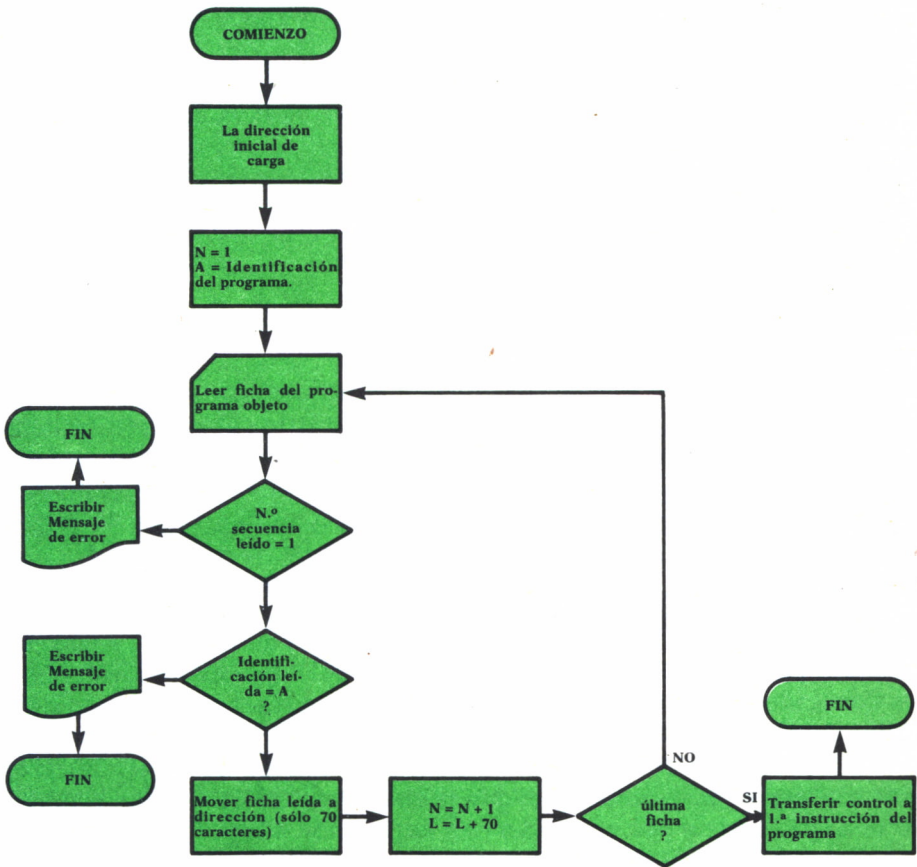 COMIENZO
La dirección
inicial de
carga
N = 1
A = Identificación
del programa.
Leer ficha del pro-
grama objeto
FIN
Escribir
Mensaje
de error
N.º
secuencia
leído = 1
Escribir
Mensaje
de error
Identifi-
cación leí-
da = A
?
FIN
Mover ficha leída a
dirección (sólo 70
caracteres)
N = N + 1
L = L + 70
última
ficha
?
NO
SI
Transferir control a
1.ª instrucción del
programa
FIN